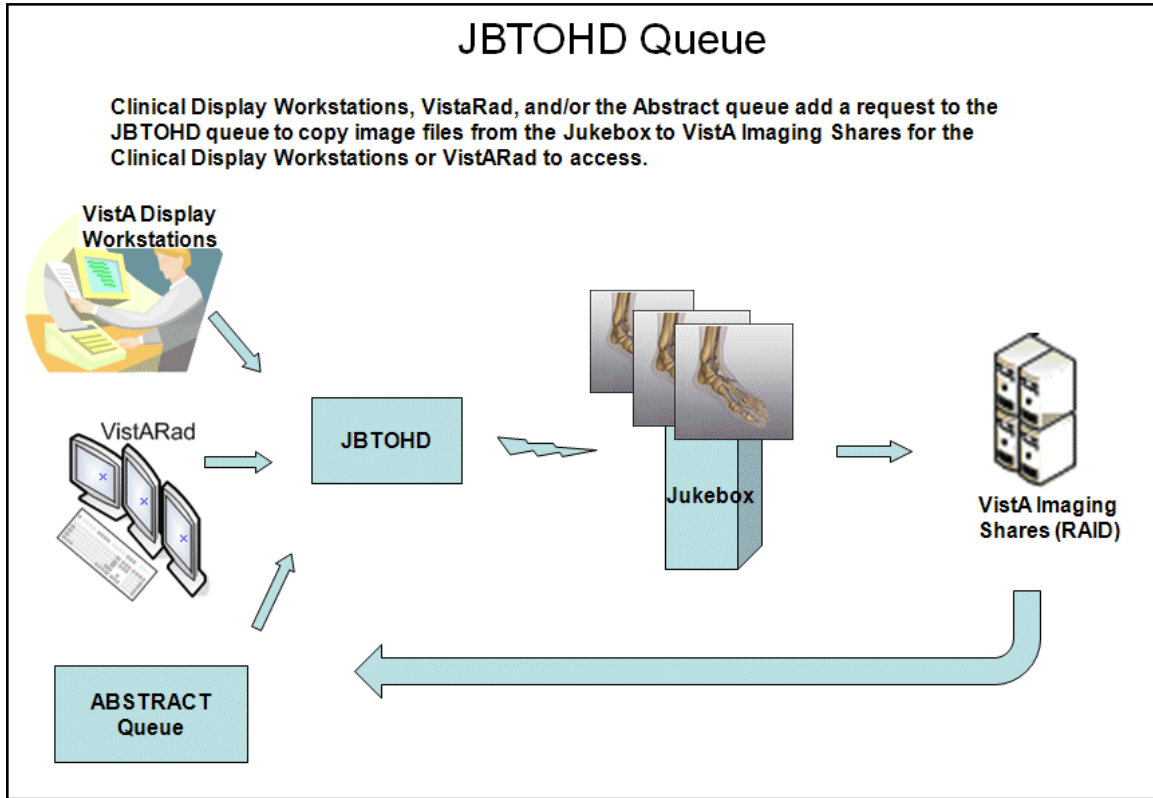 JBTOHD Queue
Clinical Display Workstations, VistaRad, and/or the Abstract queue add a request to the
JBTOHD queue to copy image files from the Jukebox to VistA Imaging Shares for the
Clinical Display Workstations or VistARad to access.
VistA Display
Workstations
VistARad
JBTOHD
Jukebox
VistA Imaging
Shares (RAID)
ABSTRACT
Queue